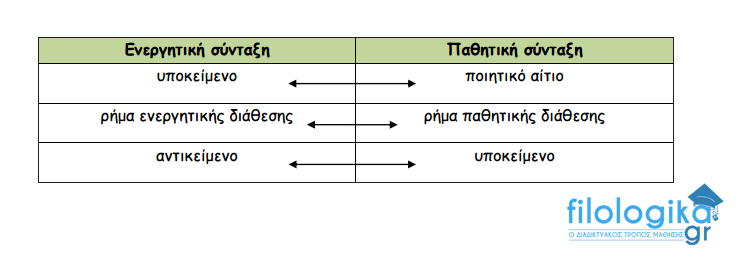 Ενεργητική σύνταξη Παθητική σύνταξη
υποκείμενο ποιητικό αίτιο
ρήμα ενεργητικής διάθεσης ρήμα παθητικής διάθεσης
αντικείμενο υποκείμενο
filologika
gr
Ο ΔΙΑΔΙΚΤΥΑΚΟΣ ΤΡΟΠΟΣ ΜΑΘΗΣΗΣ